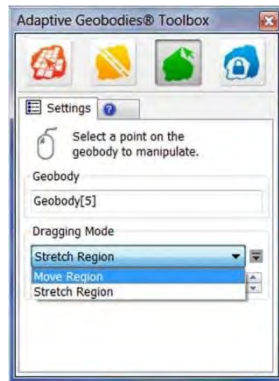 Adaptive Geobodies® Toolbox
Settings
Select a point on the
geobody to manipulate.
Geobody
Geobody[5]
Dragging Mode
Stretch Region
Move Region
Stretch Region